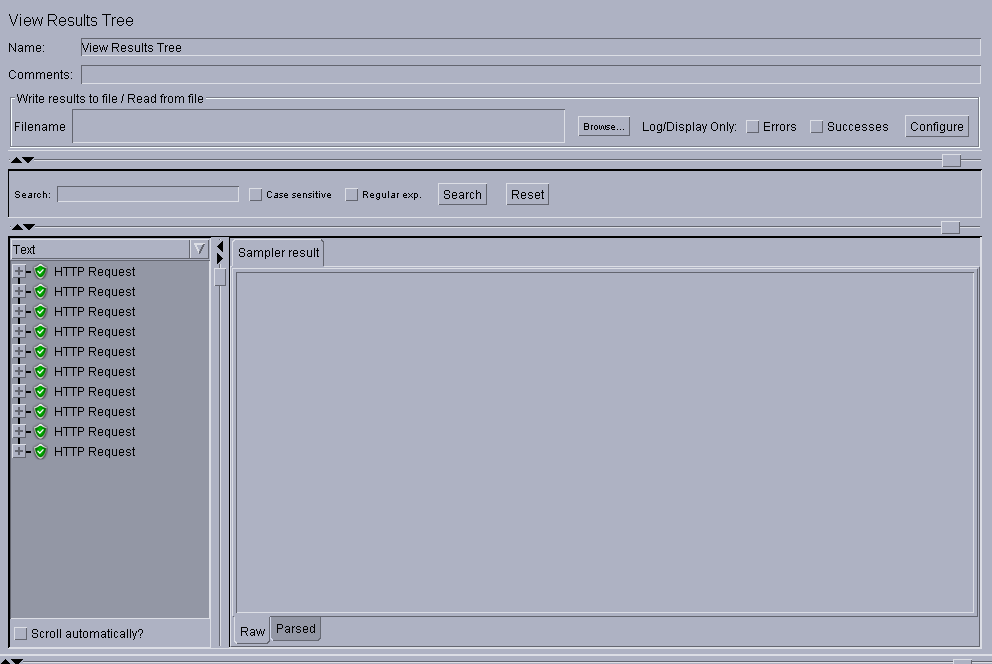 View Results Tree
Name: View Results Tree
Comments:
Write results to file / Read from file
Filename Browse... Log/Display Only: Errors Successes Configure
Search: Case sensitive Regular exp. Search Reset
Text
Sampler result
HTTP Request
HTTP Request
HTTP Request
HTTP Request
HTTP Request
HTTP Request
HTTP Request
HTTP Request
HTTP Request
HTTP Request
Scroll automatically?
Raw Parsed